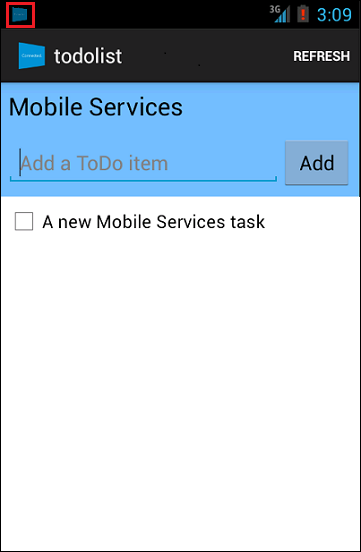 3G 3:09
todolist REFRESH
Mobile Services
Add a ToDo item Add
A new Mobile Services task